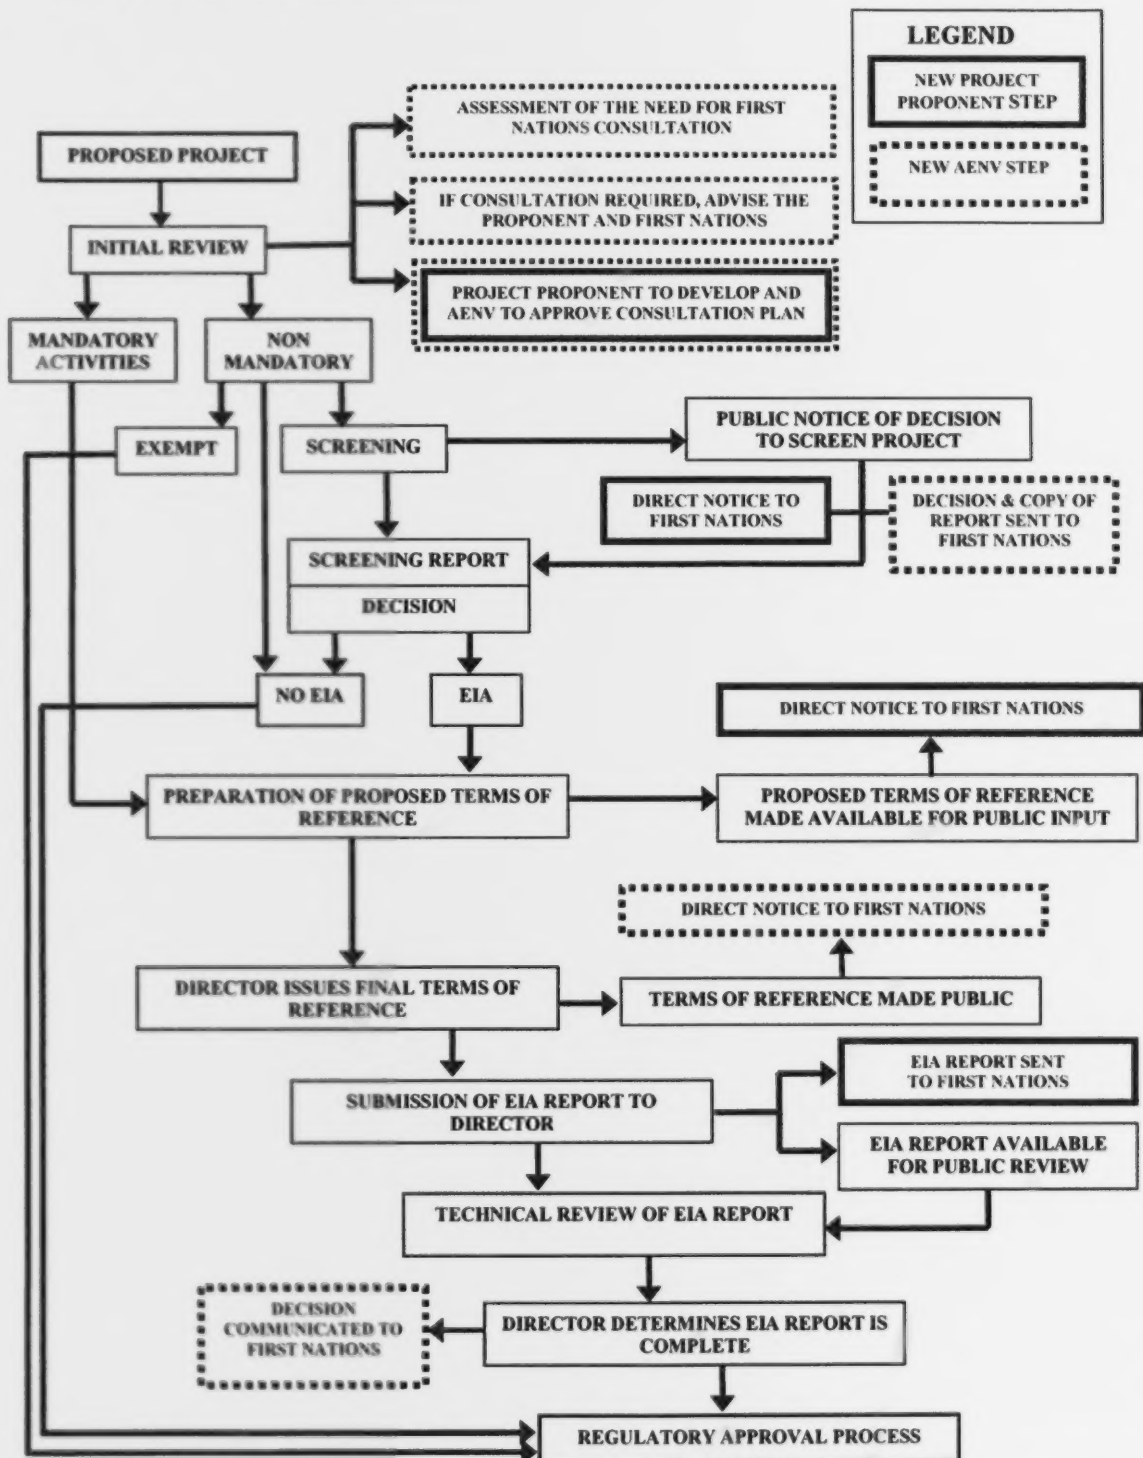 LEGEND
NEW PROJECT
PROPONENT STEP
NEW AENV STEP
ASSESSMENT OF THE NEED FOR FIRST
NATIONS CONSULTATION
PROPOSED PROJECT
IF CONSULTATION REQUIRED, ADVISE THE
PROPONENT AND FIRST NATIONS
INITIAL REVIEW
PROJECT PROPONENT TO DEVELOP AND
AENV TO APPROVE CONSULTATION PLAN
MANDATORY
ACTIVITIES
NON
MANDATORY
PUBLIC NOTICE OF DECISION
TO SCREEN PROJECT
EXEMPT
SCREENING
DIRECT NOTICE TO
FIRST NATIONS
DECISION & COPY OF
REPORT SENT TO
FIRST NATIONS
SCREENING REPORT
DECISION
NO EIA
EIA
DIRECT NOTICE TO FIRST NATIONS
PREPARATION OF PROPOSED TERMS OF
REFERENCE
PROPOSED TERMS OF REFERENCE
MADE AVAILABLE FOR PUBLIC INPUT
DIRECT NOTICE TO FIRST NATIONS
DIRECTOR ISSUES FINAL TERMS OF
REFERENCE
TERMS OF REFERENCE MADE PUBLIC
EIA REPORT SENT
TO FIRST NATIONS
SUBMISSION OF EIA REPORT TO
DIRECTOR
EIA REPORT AVAILABLE
FOR PUBLIC REVIEW
TECHNICAL REVIEW OF EIA REPORT
DECISION
COMMUNICATED TO
FIRST NATIONS
DIRECTOR DETERMINES EIA REPORT IS
COMPLETE
REGULATORY APPROVAL PROCESS